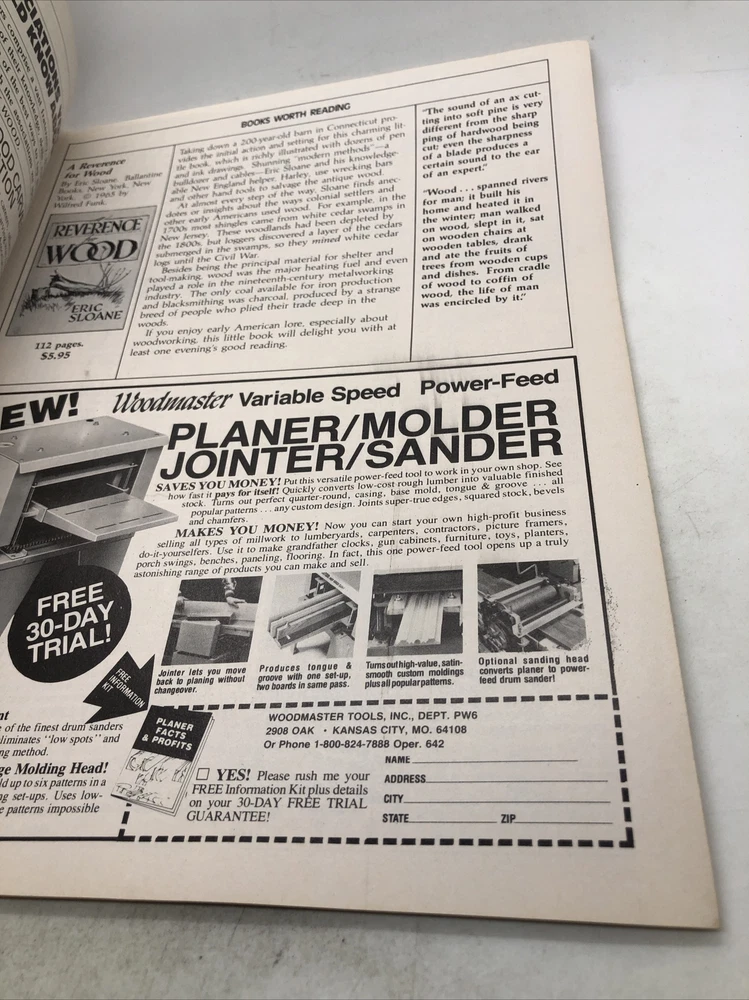 BOOKS WORTH READING
A Reverence
for Wood
By Eric Sloane. Ballantine
Books, New York, New
York. © 1965 by
Wilfred Funk.
REVERENCE
WOOD
ERIC
SLOANE
112 pages.
$5.95
Taking down a 200-year-old barn in Connecticut pro-
vides the initial action and setting for this charming lit-
tle book, which is richly illustrated with dozens of pen
and ink drawings. Shunning "modern methods"—a
bulldozer and cables—Eric Sloane and his knowledge-
able New England helper, Harley, use wrecking bars
and other hand tools to salvage the antique wood.
At almost every step of the way, Sloane finds anec-
dotes or insights about the ways colonial settlers and
other early Americans used wood. For example, in the
1700s most shingles came from white cedar swamps in
New Jersey. These woodlands had been depleted by
the 1800s, but loggers discovered a layer of the cedars
submerged in the swamps, so they mined white cedar
logs until the Civil War.
Besides being the principal material for shelter and
tool-making, wood was the major heating fuel and even
played a role in the nineteenth-century metalworking
industry. The only coal available for iron production
and blacksmithing was charcoal, produced by a strange
breed of people who plied their trade deep in the
woods.
If you enjoy early American lore, especially about
woodworking, this little book will delight you with at
least one evening's good reading.
"The sound of an ax cut-
ting into soft pine is very
different from the sharp
ping of hardwood being
cut; even the sharpness
of a blade produces a
certain sound to the ear
of an expert."
"Wood . . . spanned rivers
for man; it built his
home and heated it in
the winter; man walked
on wood, slept in it, sat
on wooden chairs at
wooden tables, drank
and ate the fruits of
trees from wooden cups
and dishes. From cradle
of wood to coffin of
wood, the life of man
was encircled by it."
EW!
Woodmaster Variable Speed Power-Feed
PLANER/MOLDER
JOINTER/SANDER
SAVES YOU MONEY! Put this versatile power-feed tool to work in your own shop. See
how fast it pays for itself! Quickly converts low-cost rough lumber into valuable finished
stock. Turns out perfect quarter-round, casing, base mold, tongue & groove . . . all
popular patterns . . . any custom design. Joints super-true edges, squared stock, bevels
and chamfers.
MAKES YOU MONEY! Now you can start your own high-profit business
selling all types of millwork to lumberyards, carpenters, contractors, picture framers,
do-it-yourselfers. Use it to make grandfather clocks, gun cabinets, furniture, toys, planters,
porch swings, benches, paneling, flooring. In fact, this one power-feed tool opens up a truly
astonishing range of products you can make and sell.
FREE
30-DAY
TRIAL!
Jointer lets you move
back to planing without
changeover.
Produces tongue &
groove with one set-up,
two boards in same pass.
Turns out high-value, satin-
smooth custom moldings
plus all popular patterns.
Optional sanding head
converts planer to power-
feed drum sander!
FREE
INFORMATION
KIT
nt
e of the finest drum sanders
liminates "low spots" and
ng method.
ge Molding Head!
ld up to six patterns in a
ng set-ups. Uses low-
e patterns impossible
PLANER
FACTS
& PROFITS
WOODMASTER TOOLS, INC., DEPT. PW6
2908 OAK • KANSAS CITY, MO. 64108
Or Phone 1-800-824-7888 Oper. 642
YES! Please rush me your
FREE Information Kit plus details
on your 30-DAY FREE TRIAL
GUARANTEE!
NAME
ADDRESS
CITY
STATE ZIP